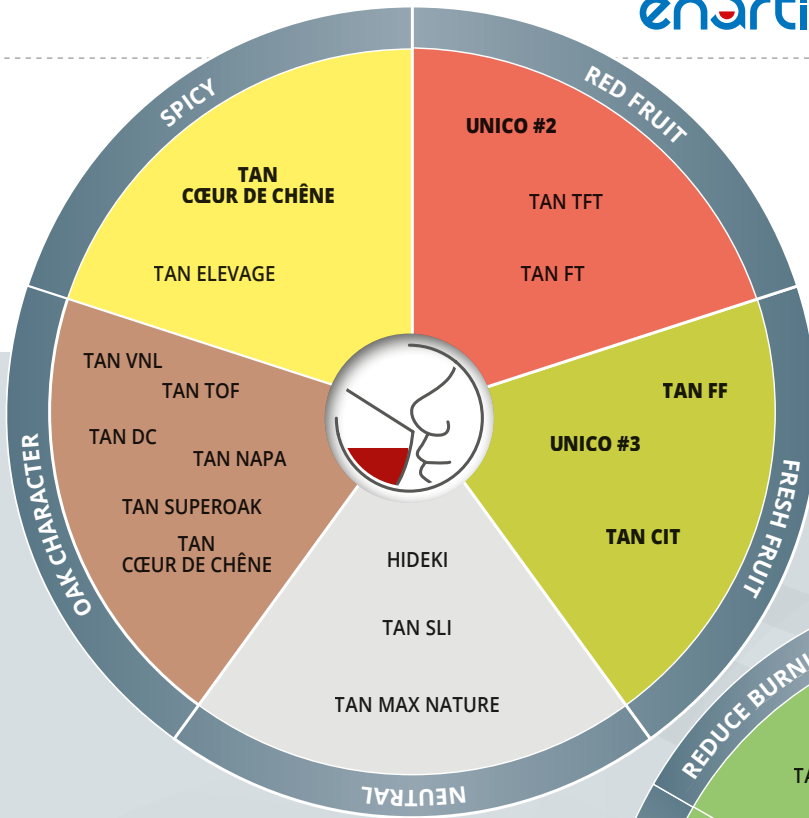 enarti
SPICY
RED FRUIT
UNICO #2
TAN
CŒUR DE CHÊNE
TAN TFT
TAN ELEVAGE
TAN FT
TAN VNL
TAN TOF
TAN FF
TAN DC
TAN NAPA
UNICO #3
TAN SUPEROAK
TAN
CŒUR DE CHÊNE
TAN CIT
OAK CHARACTER
FRESH FRUIT
HIDEKI
TAN SLI
TAN MAX NATURE
NEUTRAL
REDUCE BURNI
TA